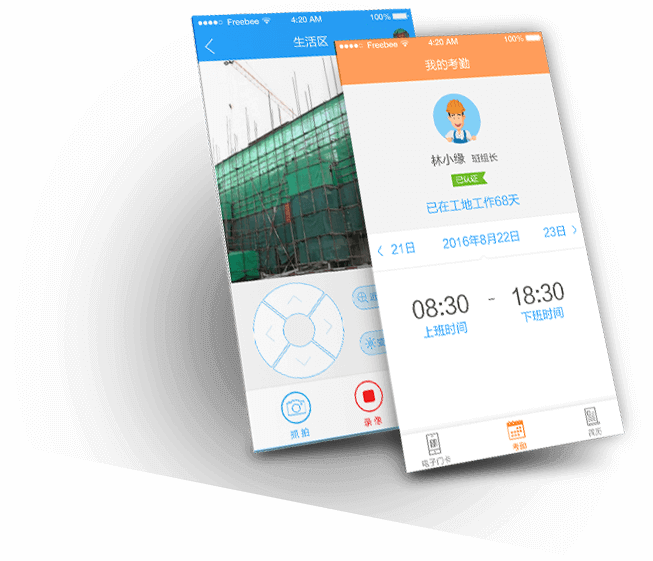 Freebee 4:20 AM 100%
生活区
抓拍
录像
Freebee 4:20 AM 100%
我的考勤
林小缘 班组长
已认证
已在工地工作68天
21日 2016年8月22日 23日
08:30 - 18:30
上班时间 下班时间
电子门卡 考勤